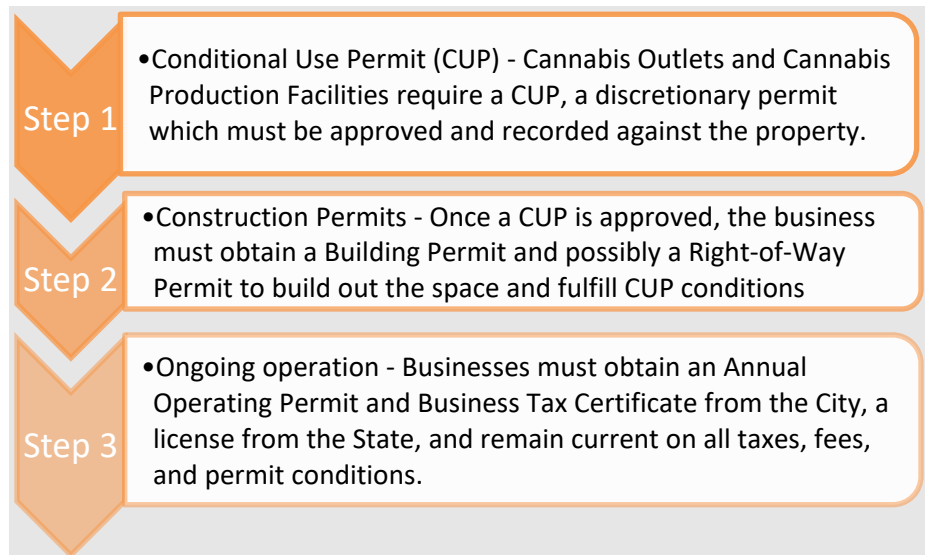 Step 1
•Conditional Use Permit (CUP) - Cannabis Outlets and Cannabis
Production Facilities require a CUP, a discretionary permit
which must be approved and recorded against the property.
Step 2
•Construction Permits - Once a CUP is approved, the business
must obtain a Building Permit and possibly a Right-of-Way
Permit to build out the space and fulfill CUP conditions
Step 3
•Ongoing operation - Businesses must obtain an Annual
Operating Permit and Business Tax Certificate from the City, a
license from the State, and remain current on all taxes, fees,
and permit conditions.